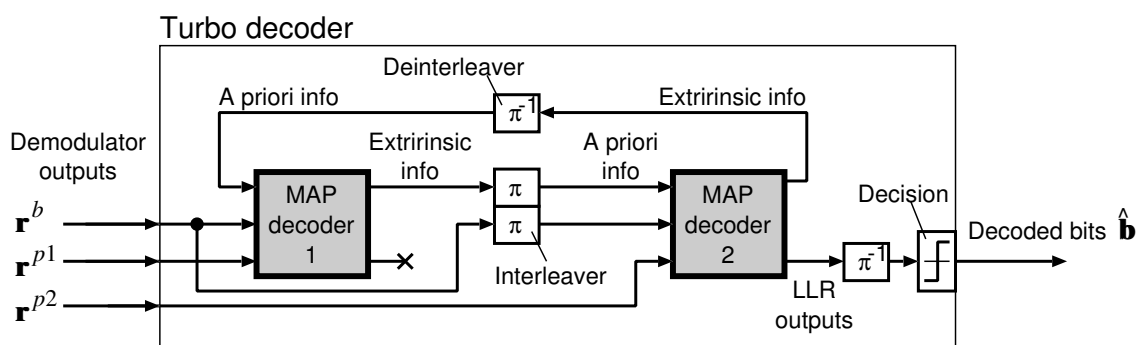 Turbo decoder
Deinterleaver
A priori info
π-1
Extririnsic info
Demodulator
outputs
Extririnsic
info
A priori
info
MAP
decoder
1
π
π
MAP
decoder
2
Decision
r b
r p1
r p2
Interleaver
π-1
LLR
outputs
Decoded bits b̂